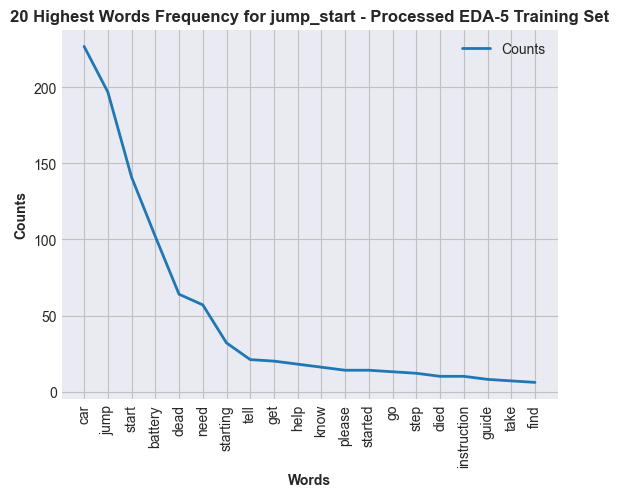 20 Highest Words Frequency for jump_start - Processed EDA-5 Training Set
Counts
200
150
100
50
0
Counts
car
jump
start
battery
dead
need
starting
tell
get
help
know
please
started
go
step
died
instruction
guide
take
find
Words